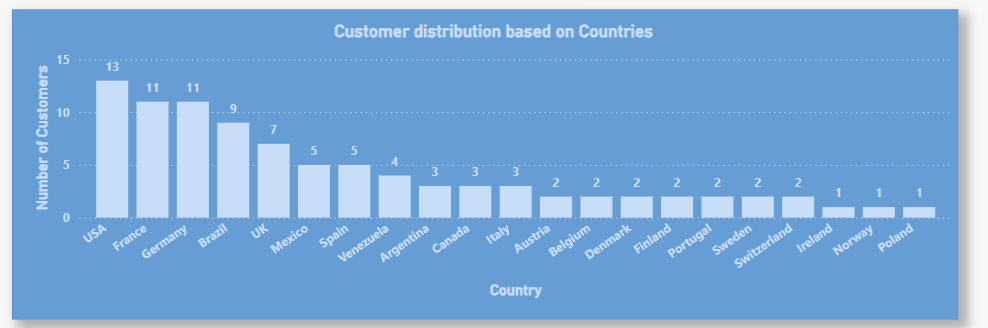 Customer distribution based on Countries
Number of Customers
15
10
5
0
13
11
11
9
7
5
5
4
3
3
3
2
2
2
2
2
2
2
1
1
1
USA
France
Germany
Brazil
UK
Mexico
Spain
Venezuela
Argentina
Canada
Italy
Austria
Belgium
Denmark
Finland
Portugal
Sweden
Switzerland
Ireland
Norway
Poland
Country